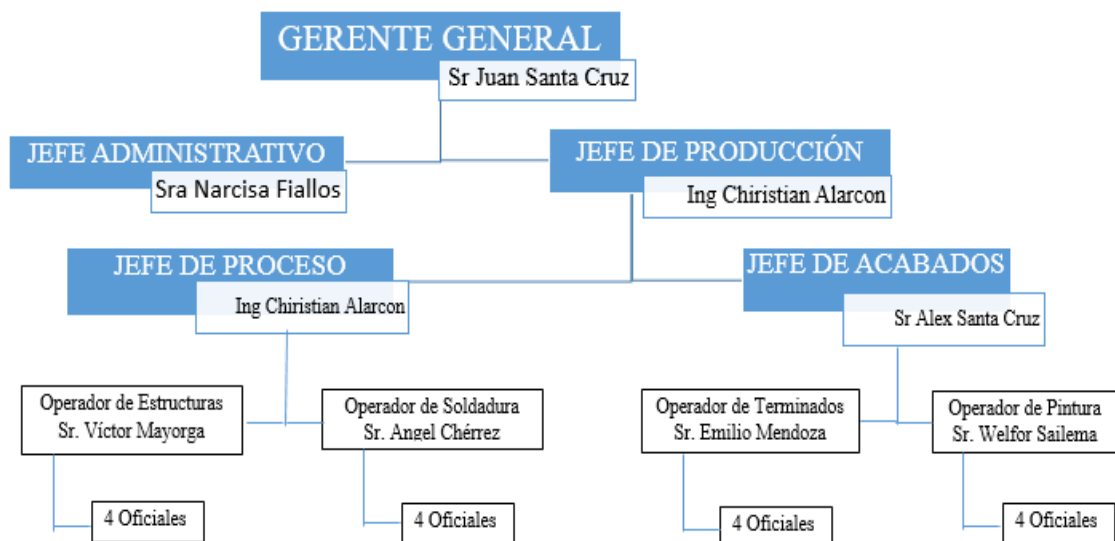 GERENTE GENERAL
Sr Juan Santa Cruz
JEFE ADMINISTRATIVO
Sra Narcisa Fiallos
JEFE DE PRODUCCIÓN
Ing Chiristian Alarcon
JEFE DE PROCESO
Ing Chiristian Alarcon
JEFE DE ACABADOS
Sr Alex Santa Cruz
Operador de Estructuras
Sr. Víctor Mayorga
Operador de Soldadura
Sr. Angel Chérrez
Operador de Terminados
Sr. Emilio Mendoza
Operador de Pintura
Sr. Welfor Sailema
4 Oficiales
4 Oficiales
4 Oficiales
4 Oficiales